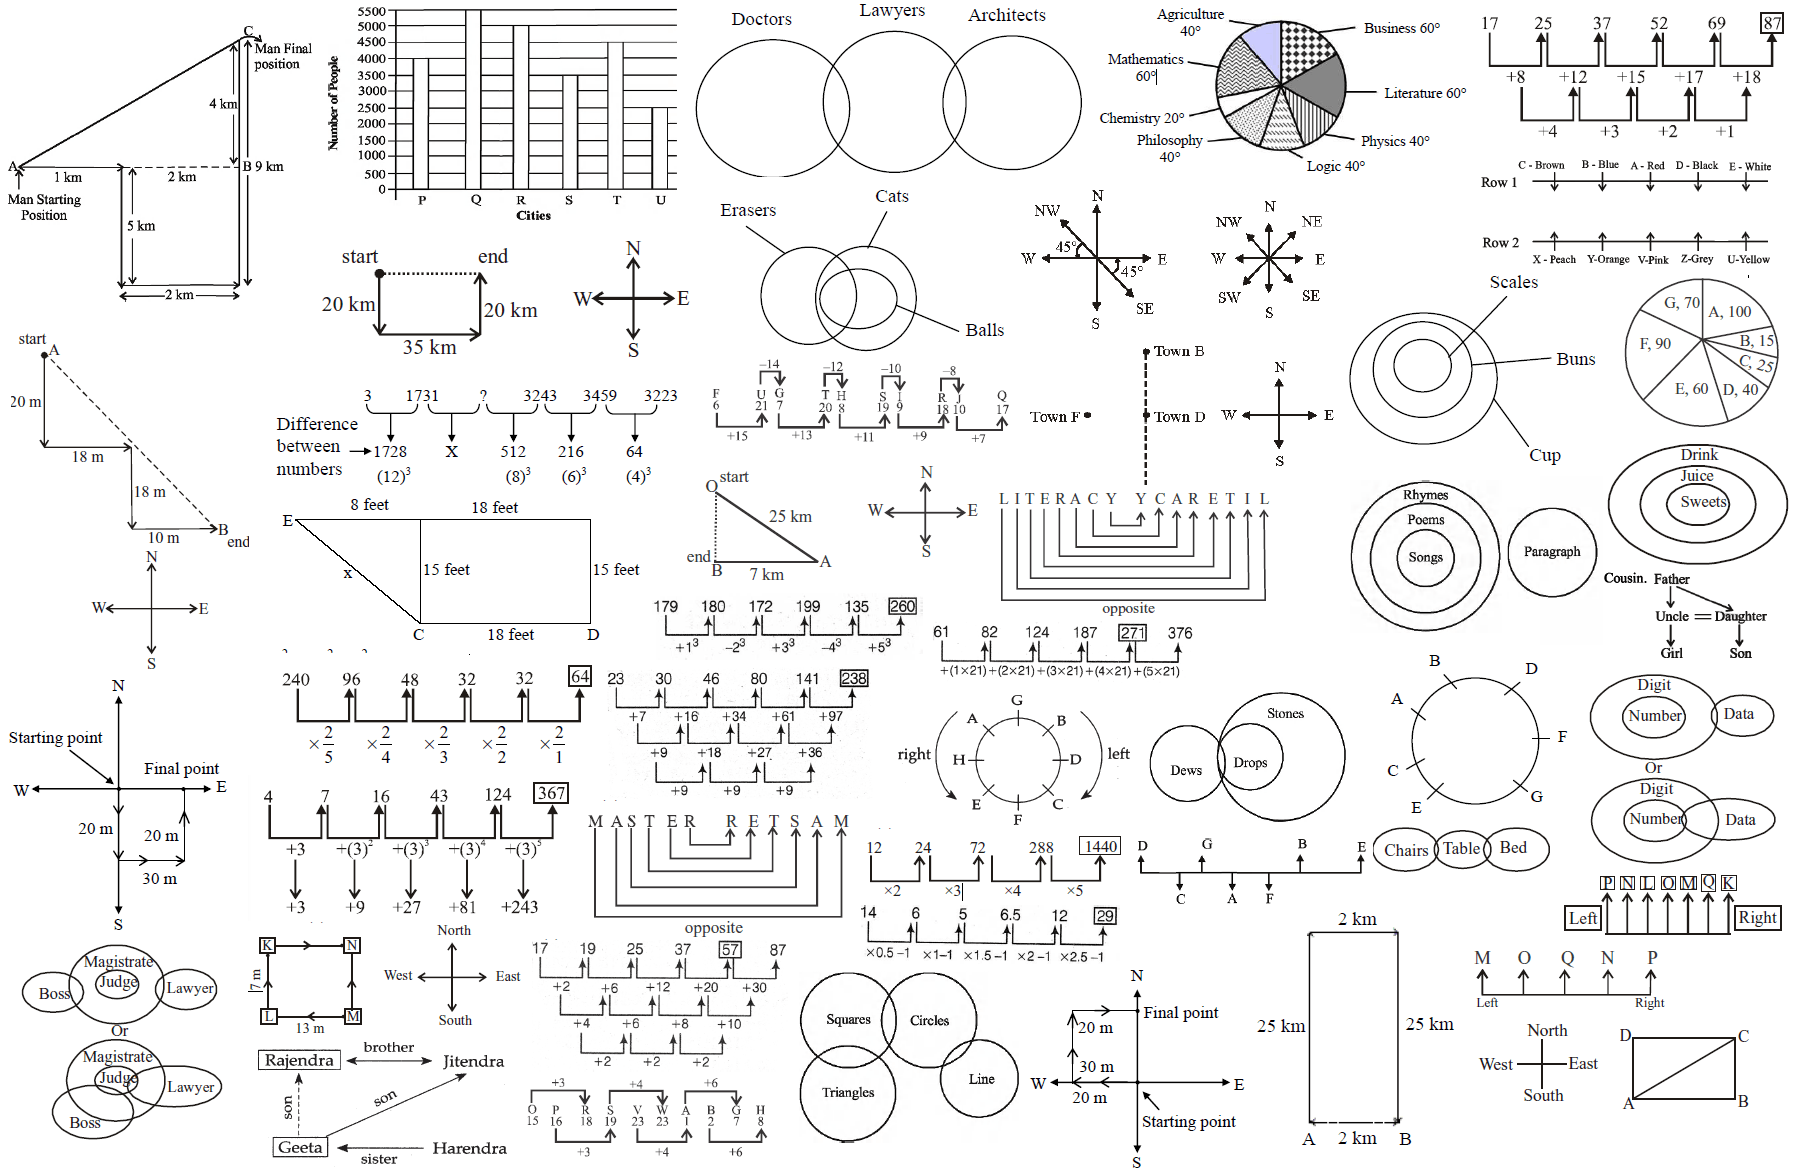 C
Man Final
position
4 km
A
B 9 km
1 km
2 km
Man Starting
Position
5 km
2 km
5500
5000
4500
4000
3500
3000
2500
2000
1500
1000
500
0
Number of People
P Q R S T U
Cities
Doctors
Lawyers
Architects
Agriculture
40°
Business 60°
Mathematics
60°
Literature 60°
Chemistry 20°
Philosophy
40°
Physics 40°
Logic 40°
17 25 37 52 69 87
+8 +12 +15 +17 +18
+4 +3 +2 +1
C - Brown B - Blue A - Red D - Black E - White
Row 1
Row 2
X - Peach Y-Orange V-Pink Z-Grey U-Yellow
start end
20 km 20 km
35 km
N
W E
S
Erasers
Cats
Balls
N
NW
45°
W E
45°
SE
S
N
NW NE
W E
SW SE
S
Scales
Buns
Cup
G, 70
A, 100
F, 90
B, 15
C, 25
E, 60
D, 40
start
A
20 m
18 m
18 m
10 m
B
end
N
W E
S
3 1731 ? 3243 3459 3223
Difference
between
numbers
1728 X 512 216 64
(12)³ (8)³ (6)³ (4)³
-14 -12 -10 -8
F U G T H S I R J Q
6 21 7 20 8 19 9 18 10 17
+15 +13 +11 +9 +7
Town B
Town F
Town D
N
W E
S
Drink
Juice
Sweets
Rhymes
Poems
Songs
Paragraph
8 feet 18 feet
E
x
15 feet 15 feet
C 18 feet D
O start
25 km
end
B 7 km A
N
W E
S
L I T E R A C Y Y C A R E T I L
opposite
Cousin. Father
Uncle = Daughter
Girl Son
179 180 172 199 135 260
+1³ -2³ +3³ -4³ +5³
61 82 124 187 271 376
+(1×21) +(2×21) +(3×21) +(4×21) +(5×21)
240 96 48 32 32 64
×2/5 ×2/4 ×2/3 ×2/2 ×2/1
23 30 46 80 141 238
+7 +16 +34 +61 +97
+9 +18 +27 +36
+9 +9 +9
N
Starting point
Final point
W E
20 m 20 m
30 m
S
G
A B
right H D left
E C
F
Dews
Drops
Stones
B
D
A
F
C
E
G
Digit
Number
Data
Or
Digit
Number
Data
4 7 16 43 124 367
+3 +(3)² +(3)³ +(3)⁴ +(3)⁵
+3 +9 +27 +81 +243
M A S T E R R E T S A M
opposite
12 24 72 288 1440
×2 ×3 ×4 ×5
D G B E
C A F
Chairs Table Bed
P N L O M Q K
Left Right
14 6 5 6.5 12 29
×0.5 -1 ×1-1 ×1.5 -1 ×2 -1 ×2.5 -1
Magistrate
Judge
Boss
Lawyer
Or
Magistrate
Judge
Lawyer
Boss
K N
17 m
L M
13 m
North
West East
South
17 19 25 37 57 87
+2 +6 +12 +20 +30
+4 +6 +8 +10
+2 +2 +2
Rajendra brother Jitendra
son son
Geeta sister Harendra
+3 +4 +6
O P R S V W A B G H
15 16 18 19 23 23 1 2 7 8
+3 +4 +6
Squares
Circles
Triangles
Line
N
20 m
Final point
30 m
W E
20 m
Starting point
S
2 km
25 km 25 km
A 2 km B
M O Q N P
Left Right
North
West East
South
D C
A B